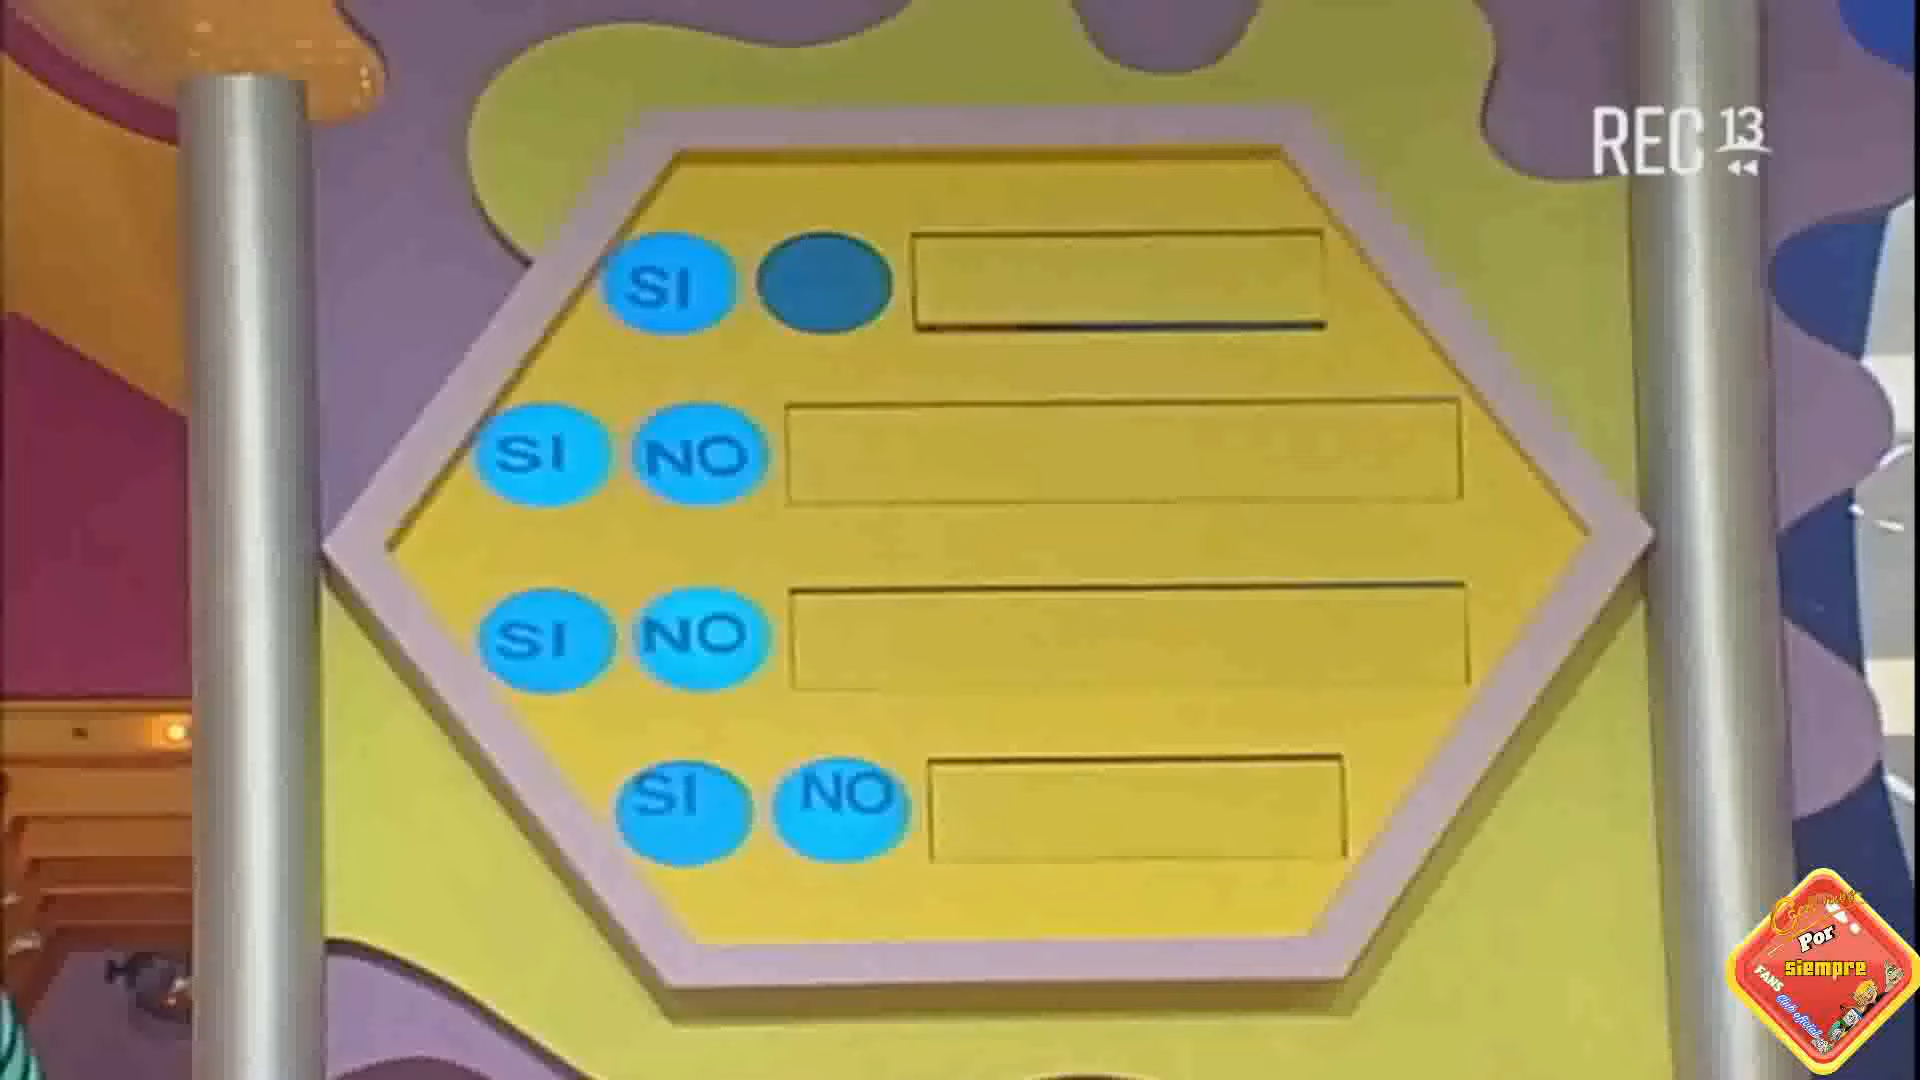 REC 13
SI
SI NO
SI NO
SI NO
Por
siempre
FANS